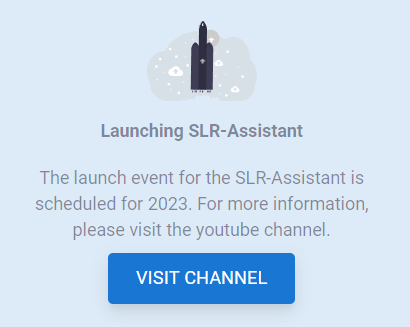 Launching SLR-Assistant
The launch event for the SLR-Assistant is
scheduled for 2023. For more information,
please visit the youtube channel.
VISIT CHANNEL